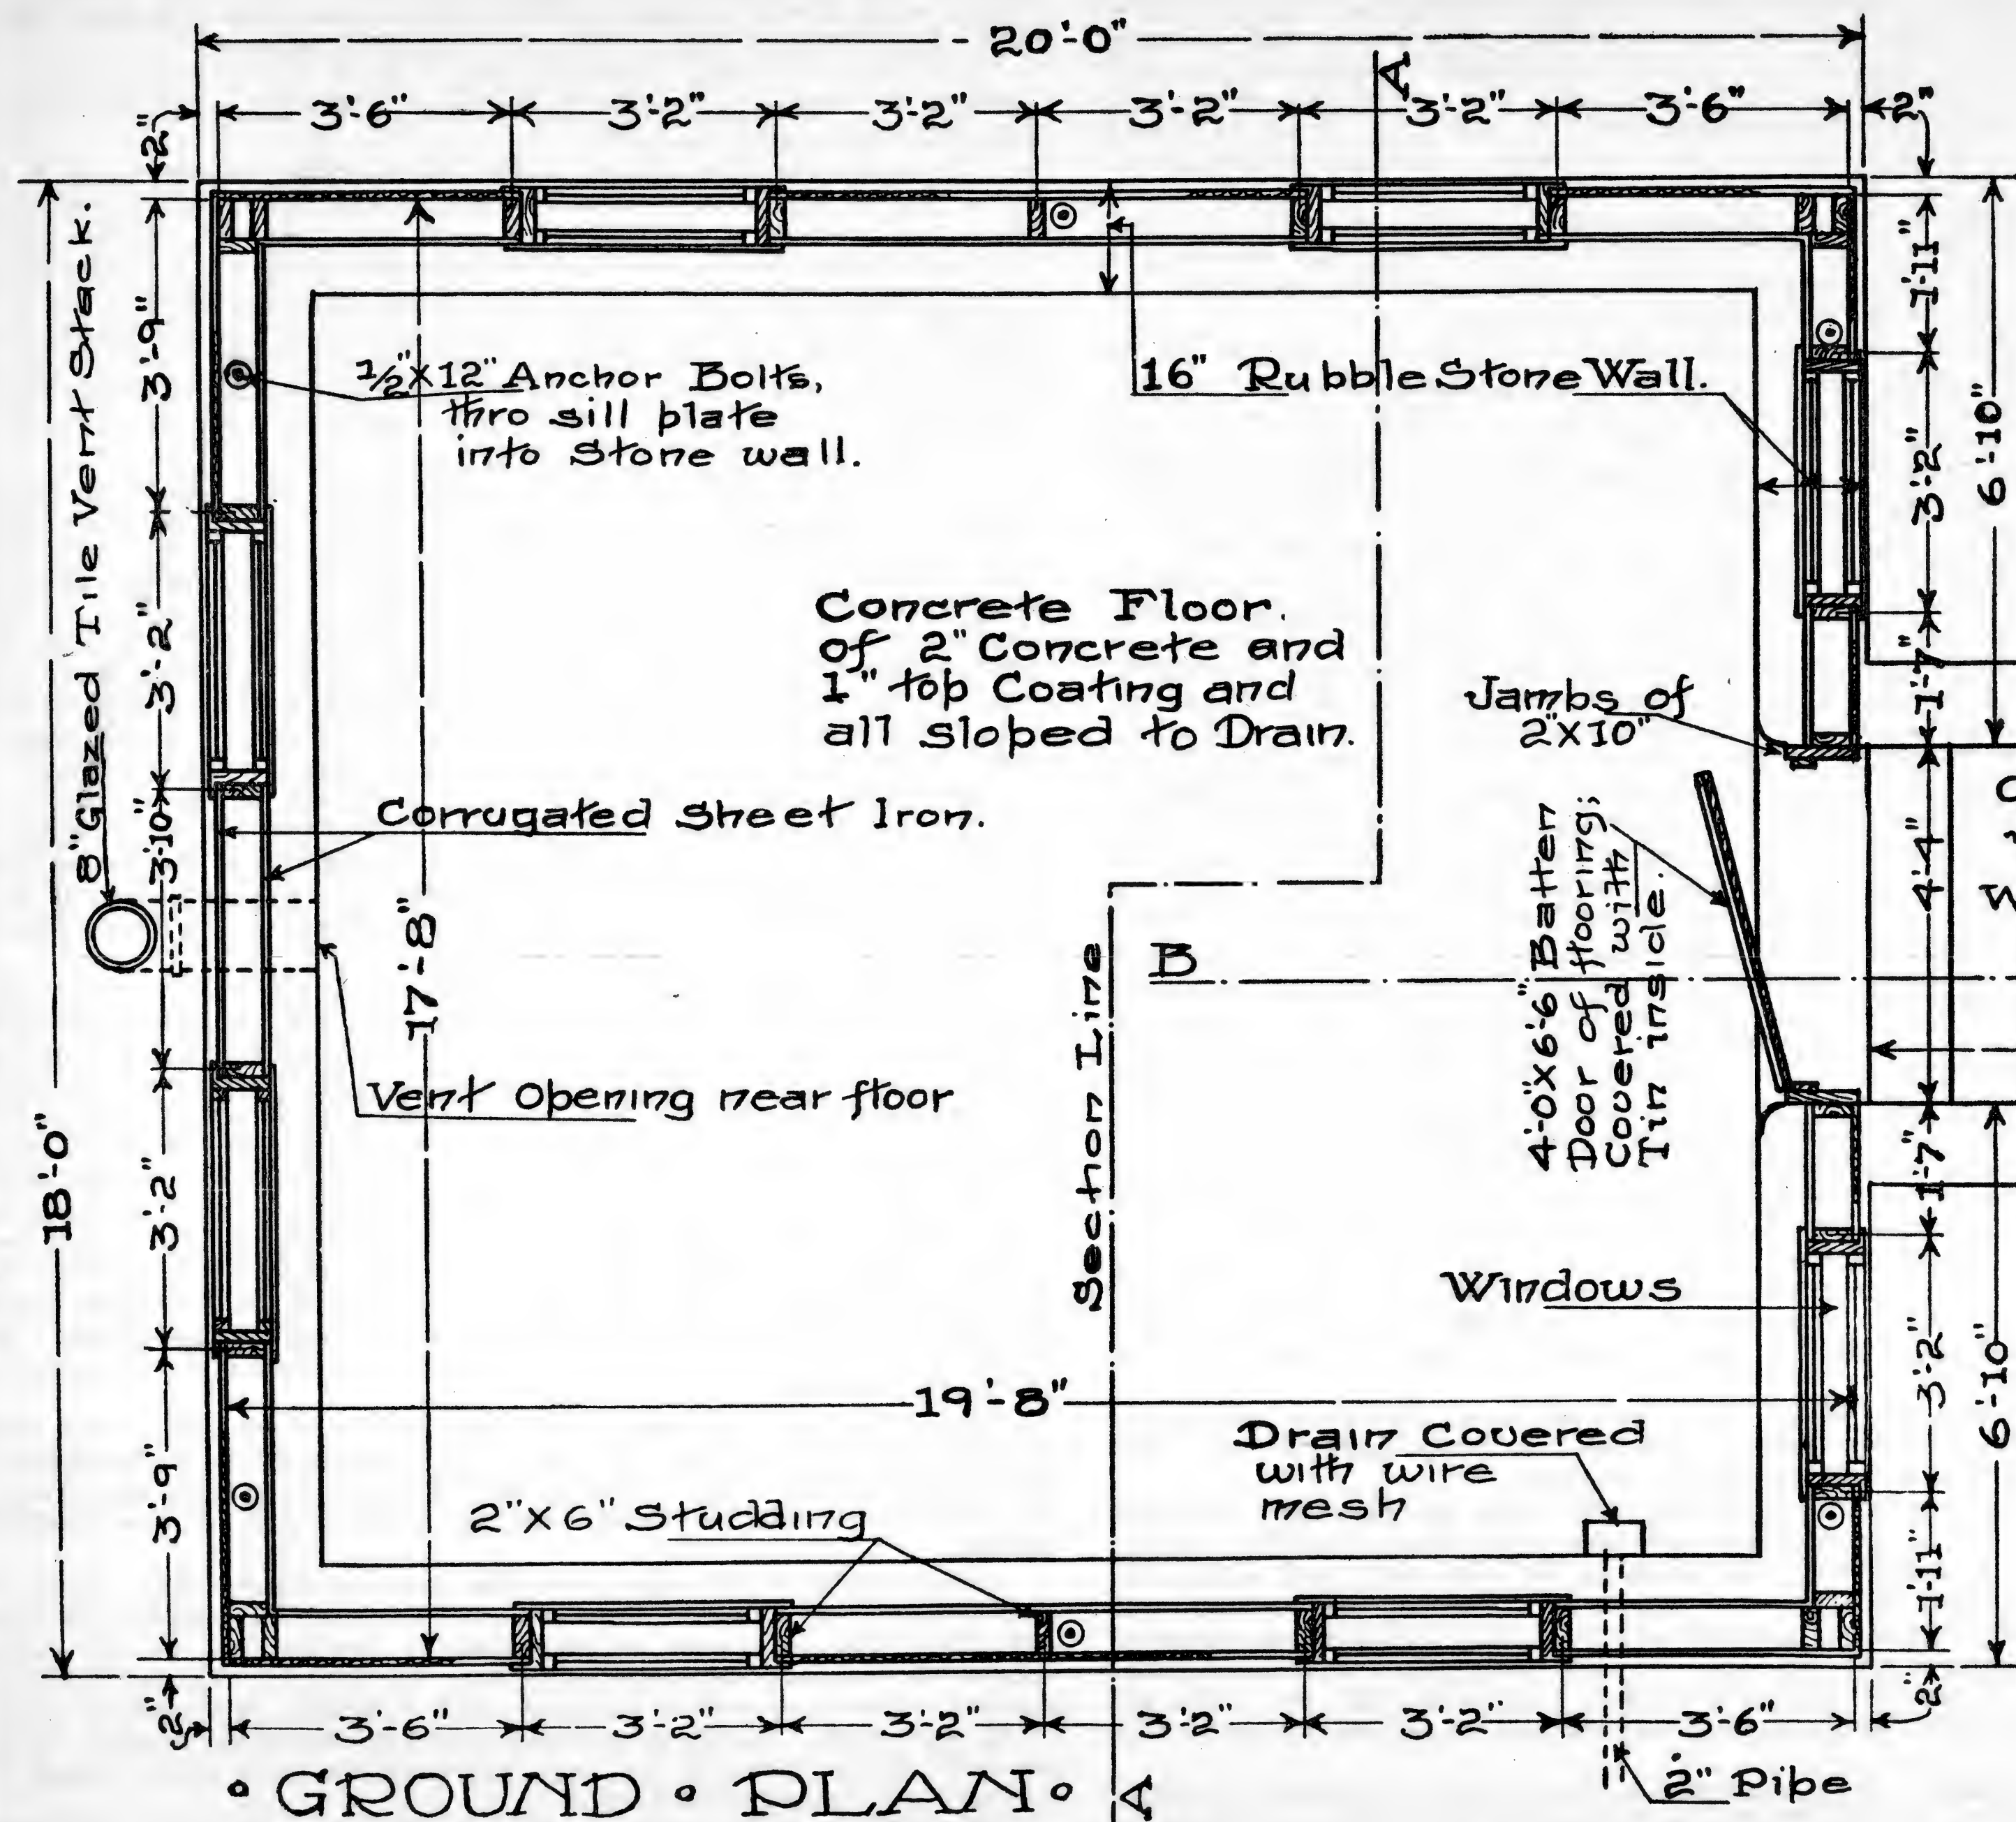 20'-0"
A
3'-6" 3'-2" 3'-2" 3'-2" 3'-2" 3'-6" 2"
2"
8" Glazed Tile Vent Stack.
18'-0"
3'-9"
3'-2"
3'-10"
3'-2"
3'-9"
2"
½"X12" Anchor Bolts,
thro sill plate
into Stone wall.
16" Rubble Stone Wall.
Concrete Floor.
of 2" Concrete and
1" top Coating and
all sloped to Drain.
Jambs of
2"X10"
Corrugated Sheet Iron.
17'-8"
B
Section Line
4'-0"X6'-6" Batten
Door of flooring;
Covered with
Tin inside.
Vent Opening near floor
Windows
19'-8"
Drain Covered
with wire
mesh
2"X6" Studding
1'-11"
3'-2"
1'-7"
4'-4"
1'-7"
3'-2"
1'-11"
2"
6'-10"
6'-10"
3'-6" 3'-2" 3'-2" 3'-2" 3'-2" 3'-6"
2" Pipe
• GROUND • PLAN •
A